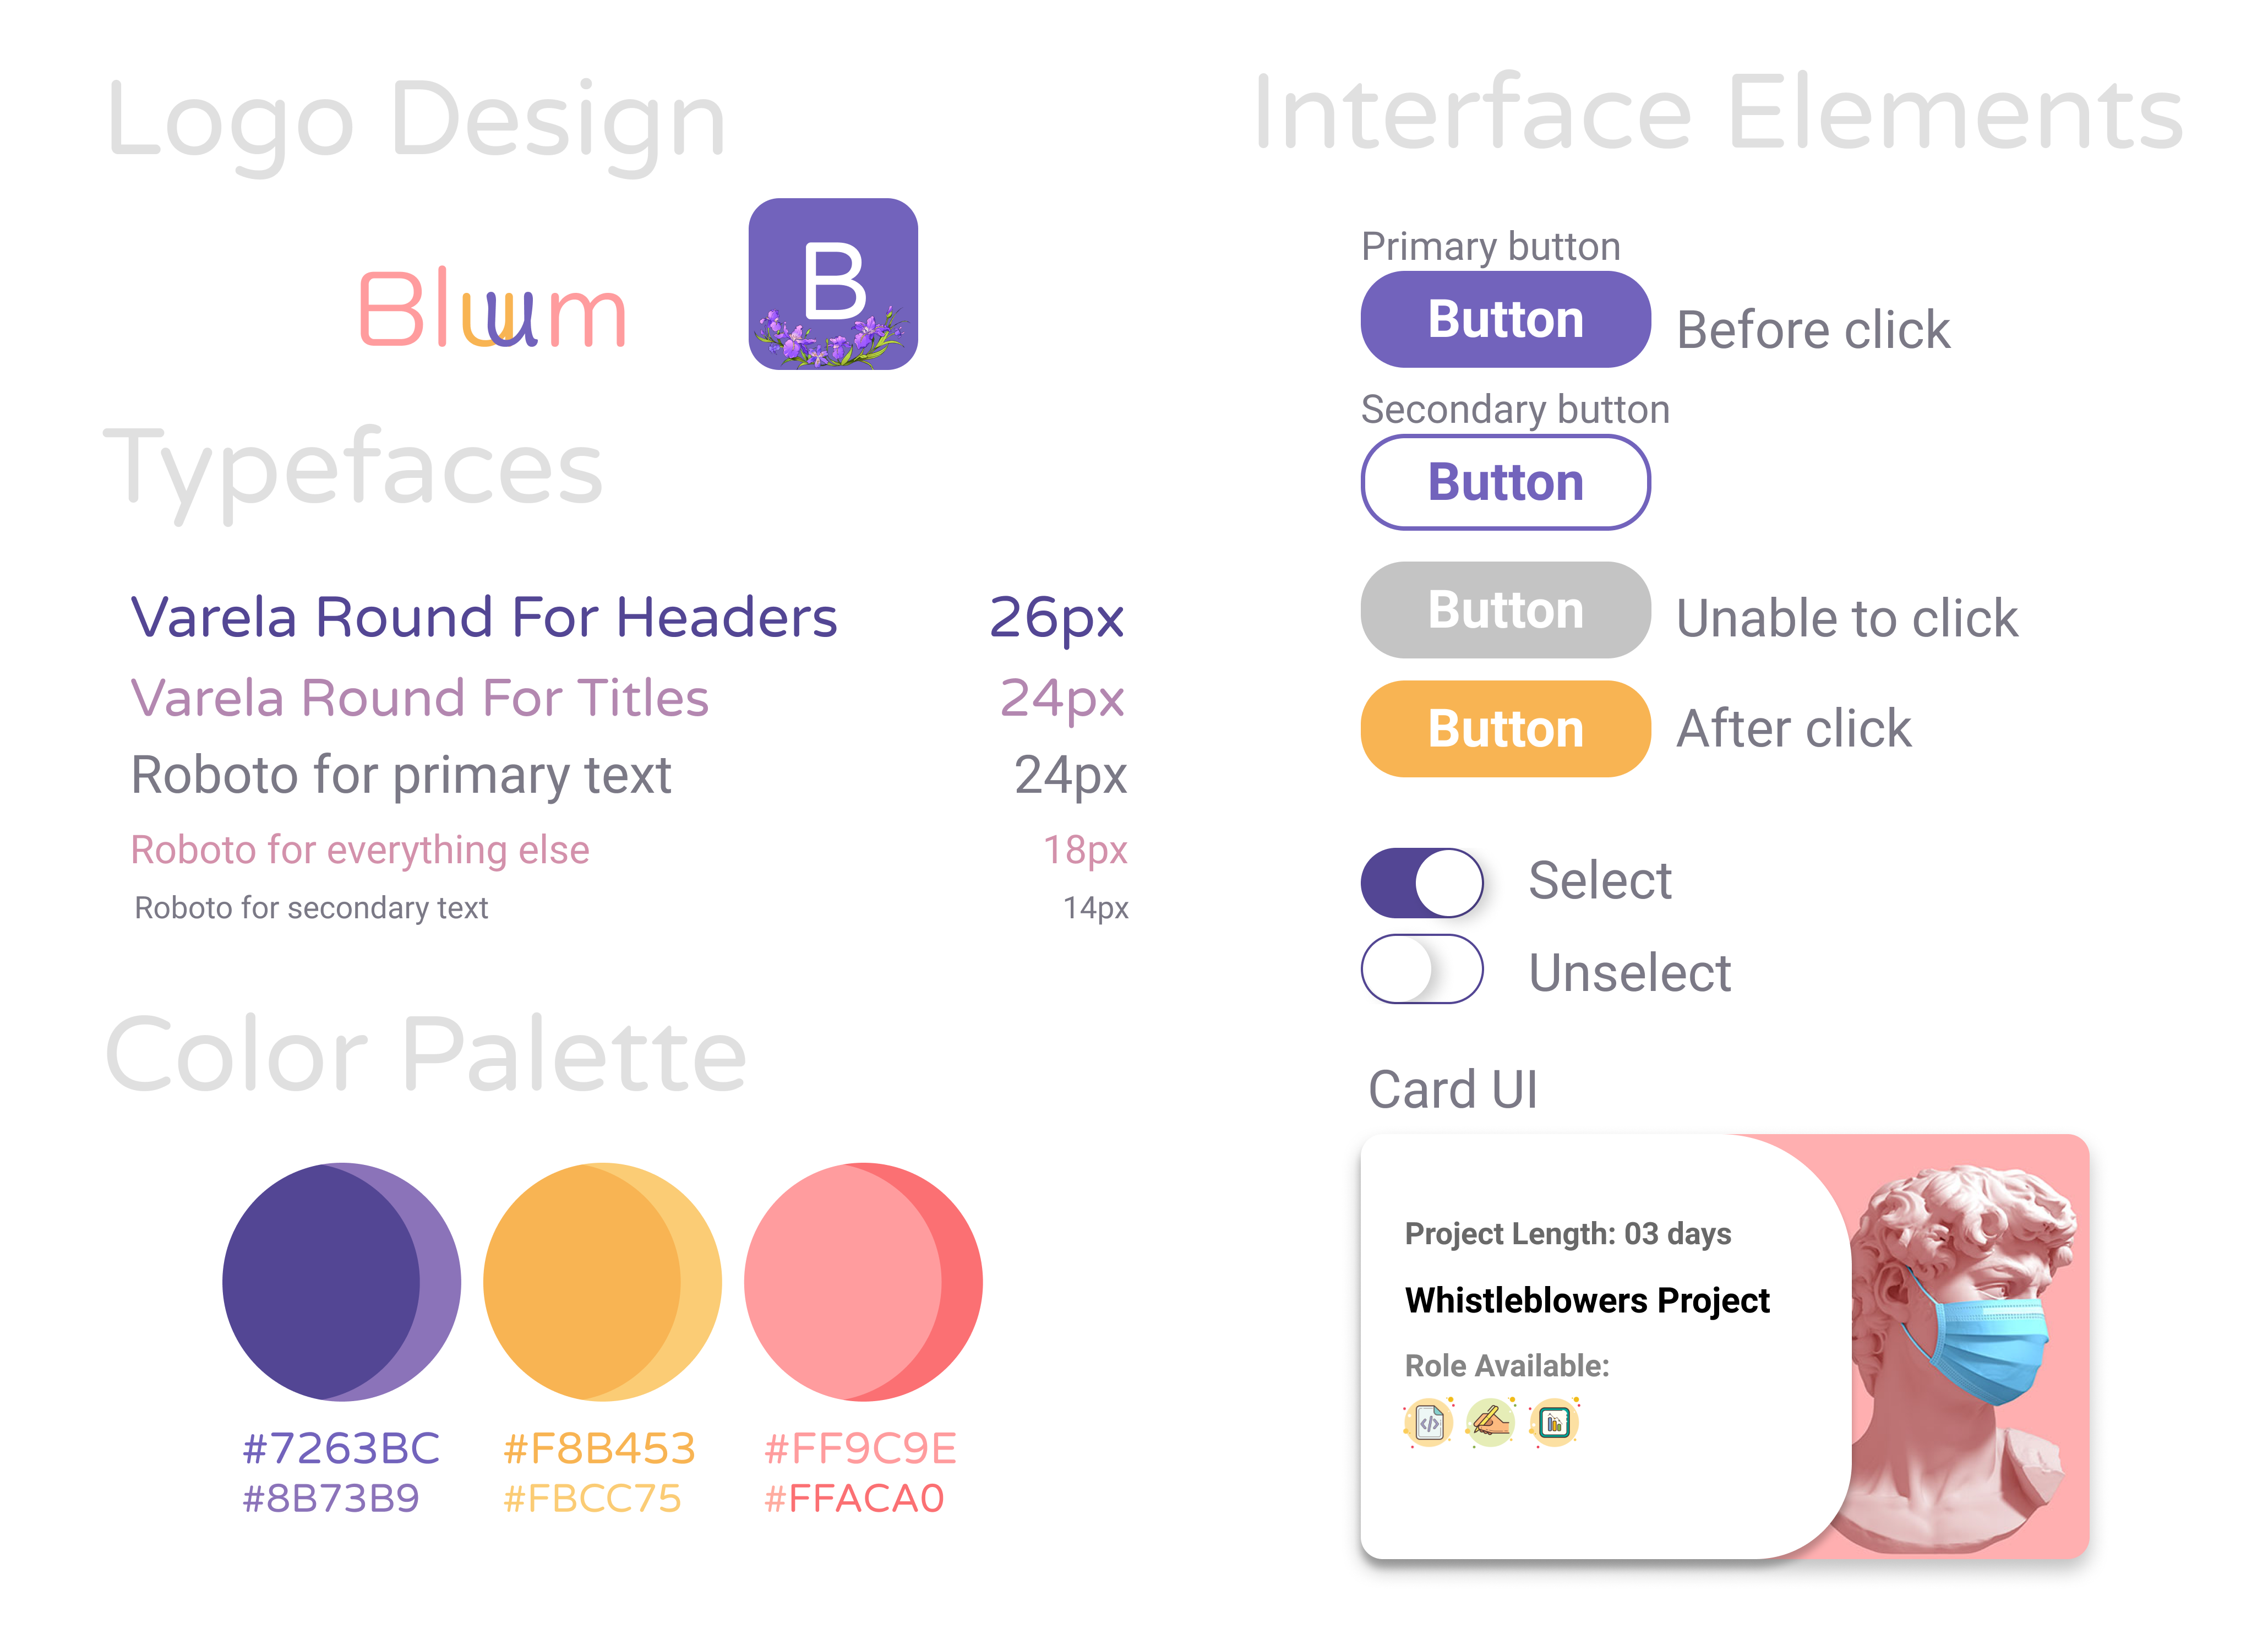 Logo Design
Bluum
B
Typefaces
Varela Round For Headers 26px
Varela Round For Titles 24px
Roboto for primary text 24px
Roboto for everything else 18px
Roboto for secondary text 14px
Color Palette
#7263BC #F8B453 #FF9C9E
#8B73B9 #FBCC75 #FFACA0
Interface Elements
Primary button
Button Before click
Secondary button
Button
Button Unable to click
Button After click
Select
Unselect
Card UI
Project Length: 03 days
Whistleblowers Project
Role Available: